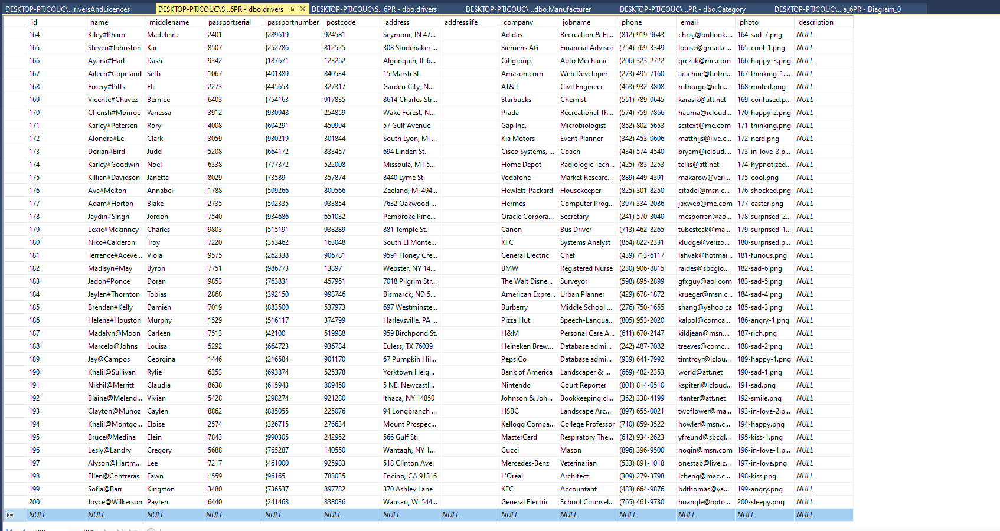 DESKTOP-PTJCOUC\...riversAndLicences DESKTOP-PTJCOUC\S...6PR - dbo.drivers DESKTOP-PTJCOUC\S...6PR - dbo.drivers DESKTOP-PTJCOUC\...dbo.Manufacturer DESKTOP-PTJCOUC\...PR - dbo.Category DESKTOP-PTJCOUC\...a_6PR - Diagram_0
id name middlename passportserial passportnumber postcode address addresslife company jobname phone email photo description
164 Kiley#Pham Madeleine !2401 }289619 924581 Seymour, IN 47... Adidas Recreation & Fi... (812) 919-9643 chrisj@outlook.... 164-sad-7.png NULL
165 Steven#Johnston Kai !8507 }252786 812525 308 Studebaker ... Siemens AG Financial Advisor (754) 769-3349 louise@gmail.c... 165-cool-1.png NULL
166 Ayana#Hart Dash !9342 }187671 123262 Algonquin, IL 6... Citigroup Auto Mechanic (206) 323-2722 qrczak@me.com 166-happy-3.png NULL
167 Aileen#Copeland Seth !1067 }401389 840534 15 Marsh St. Amazon.com Web Developer (273) 495-7160 arachne@hotm... 167-thinking-1.... NULL
168 Emery#Pitts Eli !2273 }445653 327317 Garden City, N... AT&T Civil Engineer (463) 932-3808 mfburgo@iclo... 168-muted.png NULL
169 Vicente#Chavez Bernice !6403 }754163 917835 8614 Charles Str... Starbucks Chemist (551) 789-0645 karasik@att.net 169-confused.p... NULL
170 Cherish#Monroe Vanessa !3912 }930948 254859 Wake Forest, N... Prada Recreational Th... (574) 759-7866 hauma@icloud... 170-happy-2.png NULL
171 Karley#Petersen Rory !4008 }604291 450994 57 Gulf Avenue Gap Inc. Microbiologist (852) 802-5653 scitext@me.com 171-thinking.png NULL
172 Alondra#Le Clark !3059 }930219 301844 South Lyon, MI ... Kia Motors Event Planner (342) 453-0606 matthijs@live.c... 172-nerd.png NULL
173 Dorian#Bird Judd !5208 }664172 833457 694 Linden St. Cisco Systems, ... Coach (434) 574-4540 bryam@icloud.... 173-in-love-3.p... NULL
174 Karley#Goodwin Noel !6338 }777372 522008 Missoula, MT 5... Home Depot Radiologic Tech... (425) 783-2253 tellis@att.net 174-hypnotized... NULL
175 Killian#Davidson Janetta !8029 }73589 357874 8440 Lyme St. Vodafone Market Researc... (889) 449-4391 makarow@veri... 175-cool.png NULL
176 Ava#Melton Annabel !1788 }509266 809566 Zeeland, MI 494... Hewlett-Packard Housekeeper (825) 301-8250 citadel@msn.c... 176-shocked.png NULL
177 Adam#Horton Blake !2735 }502335 933854 7632 Oakwood ... Hermès Computer Prog... (397) 334-2086 jaxweb@me.com 177-easter.png NULL
178 Jaydin#Singh Jordon !7540 }934686 651032 Pembroke Pine... Oracle Corpora... Secretary (241) 570-3040 mcsporran@ao... 178-surprised-2... NULL
179 Lexie#Mckinney Charles !9803 }515191 938289 881 Temple St. Canon Bus Driver (713) 462-8265 tubesteak@ma... 179-surprised-1... NULL
180 Niko#Calderon Troy !7220 }353462 163048 South El Monte... KFC Systems Analyst (854) 822-2331 kludge@verizo... 180-surprised.p... NULL
181 Terrence#Aceve... Viola !9575 }262338 906781 9591 Honey Cre... General Electric Chef (439) 713-6117 lahvak@hotmai... 181-furious.png NULL
182 Madisyn#May Byron !7751 }986773 13897 Webster, NY 14... BMW Registered Nurse (230) 906-8815 raides@sbcglo... 182-sad-6.png NULL
183 Jadon#Ponce Doran !9853 }763831 457951 7018 Pilgrim Str... The Walt Disne... Surveyor (598) 895-2899 gfxguy@aol.com 183-sad-5.png NULL
184 Jaylen#Thornton Tobias !2868 }392150 998746 Bismarck, ND 5... American Expre... Urban Planner (429) 678-1872 krueger@msn.c... 184-sad-4.png NULL
185 Brendan#Kelly Damien !7019 }883500 537973 697 Westminste... Burberry Middle School ... (276) 750-1655 shang@yahoo.ca 185-sad-3.png NULL
186 Helena#Houston Murphy !1529 }516117 374799 Harleysville, PA ... Pizza Hut Speech-Langua... (805) 953-2020 kalpol@comca... 186-angry-1.png NULL
187 Madalyn@Moon Carleen !7513 }42100 519988 959 Birchpond St. H&M Personal Care A... (611) 670-2147 kildjean@msn.... 187-rich.png NULL
188 Marcelo@Johns Louisa !5292 }664723 936784 Euless, TX 76039 Heineken Brew... Database admi... (242) 487-7082 treeves@comc... 188-sad-2.png NULL
189 Jay@Campos Georgina !1446 }216584 901170 67 Pumpkin Hil... PepsiCo Database admi... (939) 641-7992 timtroyr@iclou... 189-happy-1.png NULL
190 Khalil@Sullivan Rylie !6353 }693874 525378 Yorktown Heig... Bank of America Landscaper & ... (669) 482-2353 world@att.net 190-sad-1.png NULL
191 Nikhil@Merritt Claudia !8638 }615943 809450 5 NE. Newcastl... Nintendo Court Reporter (801) 814-0510 kspiteri@icloud... 191-sad.png NULL
192 Blaine@Melend... Vivian !5428 }298274 921280 Ithaca, NY 14850 Johnson & Joh... Bookkeeping cl... (362) 338-4199 rtanter@att.net 192-smile.png NULL
193 Clayton@Munoz Caylen !8862 }885055 225076 94 Longbranch ... HSBC Landscape Arc... (897) 655-0021 twoflower@ma... 193-in-love-2.p... NULL
194 Khalil@Montgo... Eloise !2574 }326715 276634 Mount Prospec... Kellogg Compa... College Professor (710) 859-3522 howler@msn.c... 194-happy.png NULL
195 Bruce@Medina Elein !7843 }990305 242952 566 Gulf St. MasterCard Respiratory The... (612) 934-2623 yfreund@sbcgl... 195-kiss-1.png NULL
196 Lesly@Landry Gregory !5688 }765287 140550 Wantagh, NY 1... Gucci Mason (896) 396-9500 nogin@msn.com 196-in-love-1.p... NULL
197 Alyson@Hartm... Lee !7217 }461000 925983 518 Clinton Ave. Mercedes-Benz Veterinarian (533) 891-1018 onestab@live.c... 197-in-love.png NULL
198 Ellen@Contreras Fawn !1559 }96165 783035 Encino, CA 91316 L'Oréal Architect (309) 279-3798 lcheng@mac.c... 198-kiss.png NULL
199 Sofia@Barr Kingston !3480 }736537 897782 370 Ashley Lane KFC Accountant (483) 664-9876 bdthomas@ya... 199-angry.png NULL
200 Joyce@Wilkerson Payten !6440 }241468 838036 Wausau, WI 544... General Electric School Counsel... (765) 461-9730 hoangle@opto... 200-sleepy.png NULL
NULL NULL NULL NULL NULL NULL NULL NULL NULL NULL NULL NULL NULL NULL